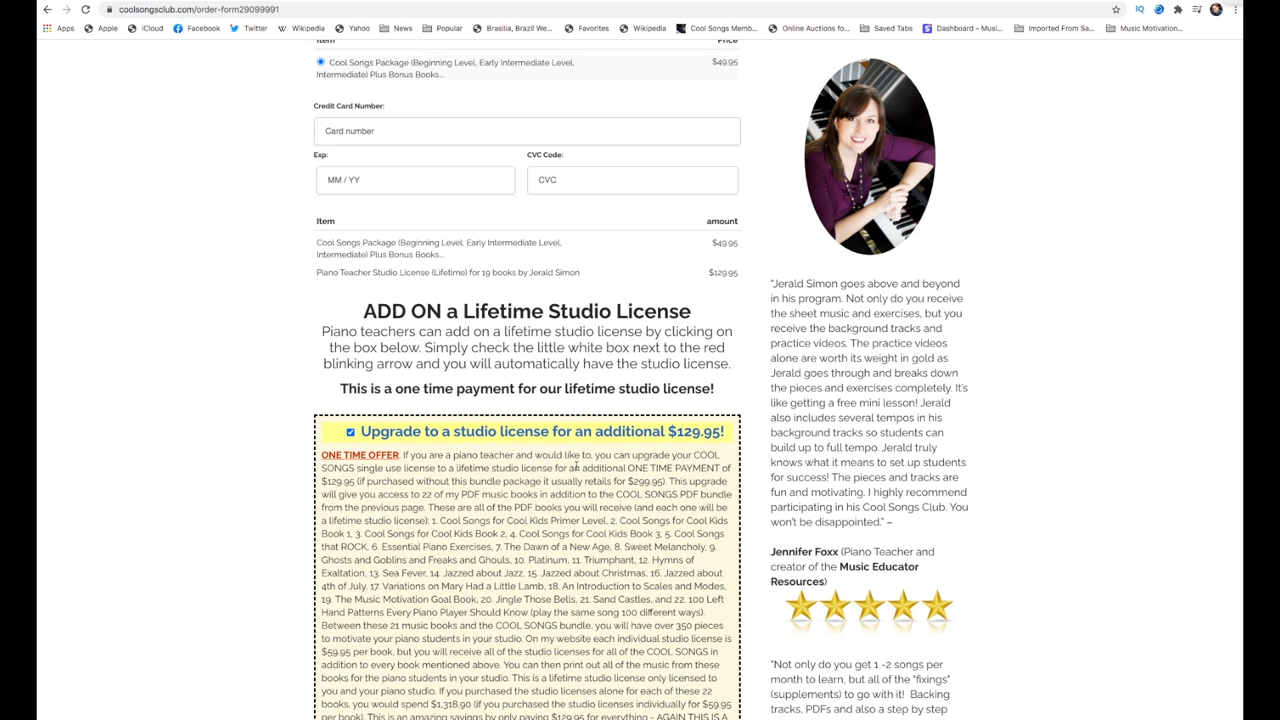 coolsongsclub.com/order-form29099991
Apps Apple iCloud Facebook Twitter Wikipedia Yahoo News Popular Brasilia, Brazil We... Favorites Wikipedia Cool Songs Memb... Online Auctions fo... Saved Tabs Dashboard – Musi... Imported From Sa... Music Motivation...
Item Price
Cool Songs Package (Beginning Level, Early Intermediate Level, $49.95
Intermediate) Plus Bonus Books...
Credit Card Number:
Card number
Exp: CVC Code:
MM / YY CVC
Item amount
Cool Songs Package (Beginning Level, Early Intermediate Level, $49.95
Intermediate) Plus Bonus Books...
Piano Teacher Studio License (Lifetime) for 19 books by Jerald Simon $129.95
ADD ON a Lifetime Studio License
Piano teachers can add on a lifetime studio license by clicking on
the box below. Simply check the little white box next to the red
blinking arrow and you will automatically have the studio license.
This is a one time payment for our lifetime studio license!
Upgrade to a studio license for an additional $129.95!
ONE TIME OFFER: If you are a piano teacher and would like to, you can upgrade your COOL
SONGS single use license to a lifetime studio license for an additional ONE TIME PAYMENT of
$129.95 (if purchased without this bundle package it usually retails for $299.95). This upgrade
will give you access to 22 of my PDF music books in addition to the COOL SONGS PDF bundle
from the previous page. These are all of the PDF books you will receive (and each one will be
a lifetime studio license): 1. Cool Songs for Cool Kids Primer Level, 2. Cool Songs for Cool Kids
Book 1, 3. Cool Songs for Cool Kids Book 2, 4. Cool Songs for Cool Kids Book 3, 5. Cool Songs
that ROCK, 6. Essential Piano Exercises, 7. The Dawn of a New Age, 8. Sweet Melancholy, 9.
Ghosts and Goblins and Freaks and Ghouls, 10. Platinum, 11. Triumphant, 12. Hymns of
Exaltation, 13. Sea Fever, 14. Jazzed about Jazz, 15. Jazzed about Christmas, 16. Jazzed about
4th of July, 17. Variations on Mary Had a Little Lamb, 18. An Introduction to Scales and Modes,
19. The Music Motivation Goal Book, 20. Jingle Those Bells, 21. Sand Castles, and 22. 100 Left
Hand Patterns Every Piano Player Should Know (play the same song 100 different ways).
Between these 21 music books and the COOL SONGS bundle, you will have over 350 pieces
to motivate your piano students in your studio. On my website each individual studio license is
$59.95 per book, but you will receive all of the studio licenses for all of the COOL SONGS in
addition to every book mentioned above. You can then print out all of the music from these
books for the piano students in your studio. This is a lifetime studio license only licensed to
you and your piano studio. If you purchased the studio licenses alone for each of these 22
books, you would spend $1,318.90 (if you purchased the studio licenses individually for $59.95
per book). This is an amazing savings by only paying $129.95 for everything - AGAIN THIS IS A
"Jerald Simon goes above and beyond
in his program. Not only do you receive
the sheet music and exercises, but you
receive the background tracks and
practice videos. The practice videos
alone are worth its weight in gold as
Jerald goes through and breaks down
the pieces and exercises completely. It's
like getting a free mini lesson! Jerald
also includes several tempos in his
background tracks so students can
build up to full tempo. Jerald truly
knows what it means to set up students
for success! The pieces and tracks are
fun and motivating. I highly recommend
participating in his Cool Songs Club. You
won't be disappointed." –
Jennifer Foxx (Piano Teacher and
creator of the Music Educator
Resources)
"Not only do you get 1 -2 songs per
month to learn, but all of the "fixings"
(supplements) to go with it! Backing
tracks, PDFs and also a step by step